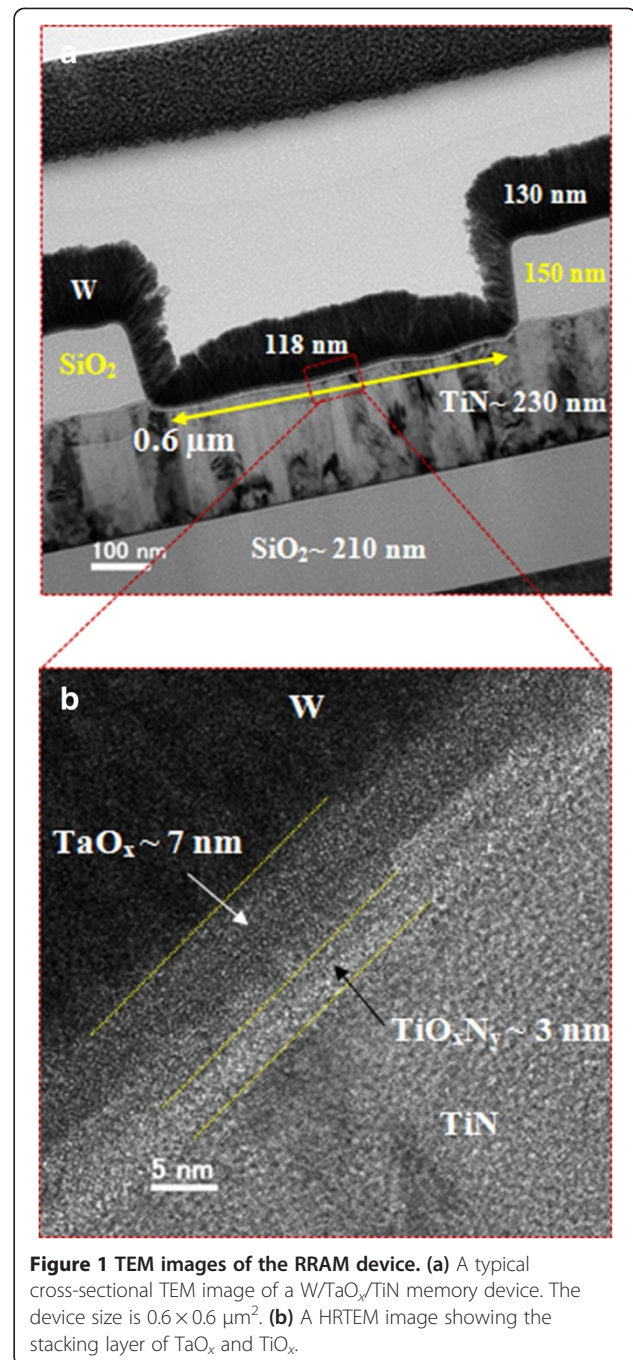 a
130 nm
W
150 nm
SiO₂
118 nm
TiN~ 230 nm
0.6 µm
100 nm
SiO₂~ 210 nm
b
W
TaOₓ ~ 7 nm
TiOₓNᵧ ~ 3 nm
TiN
5 nm
Figure 1 TEM images of the RRAM device. (a) A typical
cross-sectional TEM image of a W/TaOₓ/TiN memory device. The
device size is 0.6 × 0.6 µm². (b) A HRTEM image showing the
stacking layer of TaOₓ and TiOₓ.